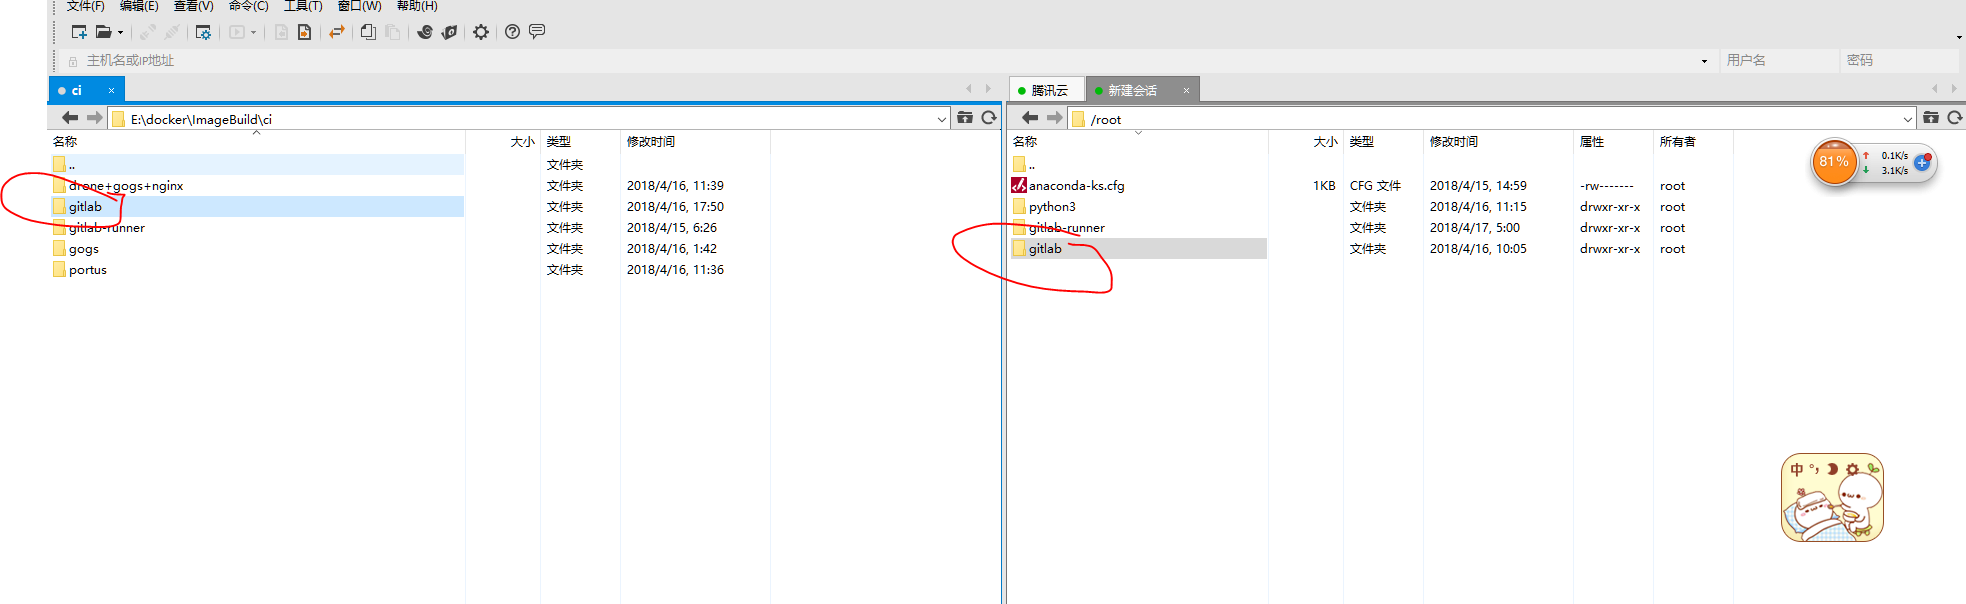 文件(F) 编辑(E) 查看(V) 命令(C) 工具(T) 窗口(W) 帮助(H)
主机名或IP地址 用户名 密码
ci × 腾讯云 新建会话 ×
E:\docker\ImageBuild\ci
名称 大小 类型 修改时间
.. 文件夹
drone+gogs+nginx 文件夹 2018/4/16, 11:39
gitlab 文件夹 2018/4/16, 17:50
gitlab-runner 文件夹 2018/4/15, 6:26
gogs 文件夹 2018/4/16, 1:42
portus 文件夹 2018/4/16, 11:36
/root
名称 大小 类型 修改时间 属性 所有者
..
anaconda-ks.cfg 1KB CFG 文件 2018/4/15, 14:59 -rw------- root
python3 文件夹 2018/4/16, 11:15 drwxr-xr-x root
gitlab-runner 文件夹 2018/4/17, 5:00 drwxr-xr-x root
gitlab 文件夹 2018/4/16, 10:05 drwxr-xr-x root
81% 0.1K/s
3.1K/s
中 °,